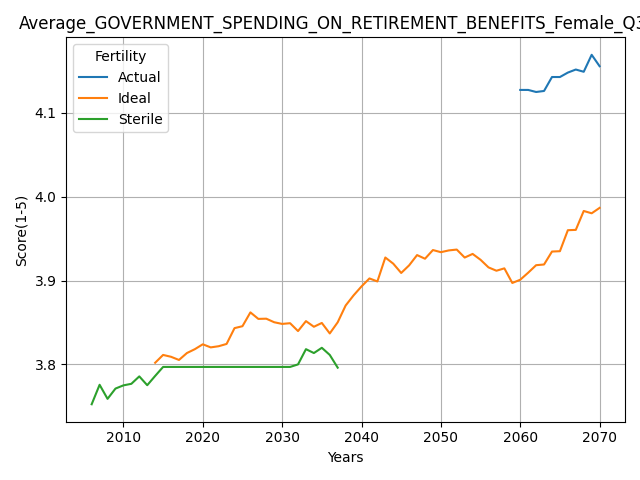 Average_GOVERNMENT_SPENDING_ON_RETIREMENT_BENEFITS_Female_Q3
Fertility
Actual
Ideal
Sterile
Score(1-5)
4.1
4.0
3.9
3.8
2010 2020 2030 2040 2050 2060 2070
Years